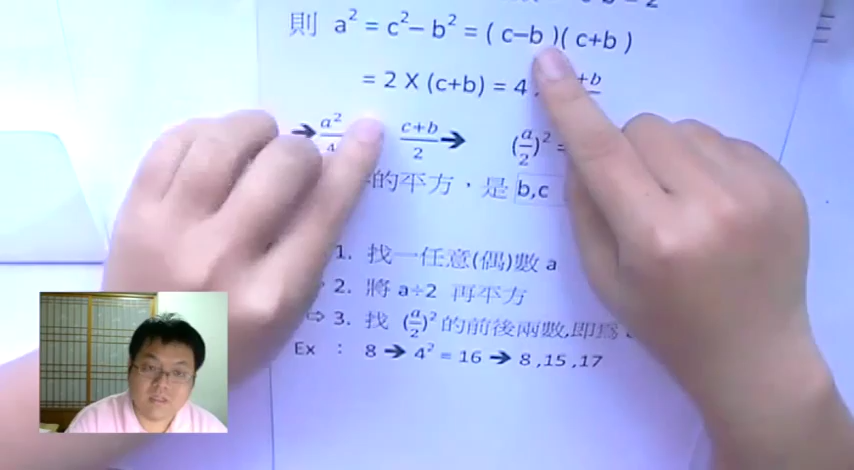 則 a² = c² − b² = ( c−b )( c+b )
= 2 X (c+b) = 4
➔ a² c+b/2 ➔ (a/2)² =
的平方,是 b,c
1. 找一任意(偶)數 a
2. 將 a÷2 再平方
⇨ 3. 找 (a/2)² 的前後兩數,即為
Ex : 8 ➔ 4² = 16 ➔ 8 ,15 ,17